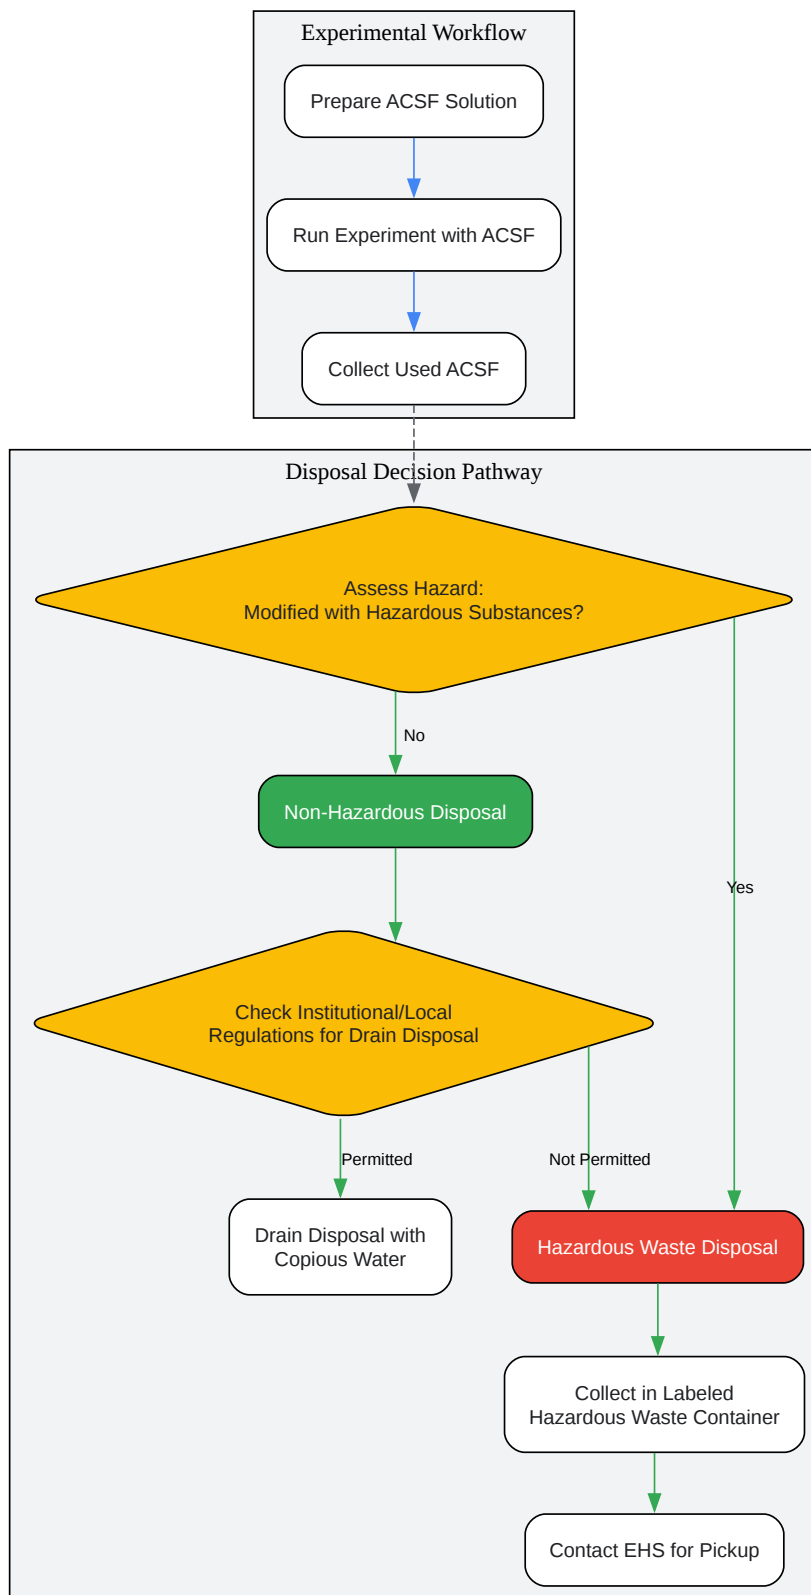 Experimental Workflow
Prepare ACSF Solution
Run Experiment with ACSF
Collect Used ACSF
Disposal Decision Pathway
Assess Hazard:
Modified with Hazardous Substances?
No
Non-Hazardous Disposal
Yes
Check Institutional/Local
Regulations for Drain Disposal
Permitted
Not Permitted
Drain Disposal with
Copious Water
Hazardous Waste Disposal
Collect in Labeled
Hazardous Waste Container
Contact EHS for Pickup